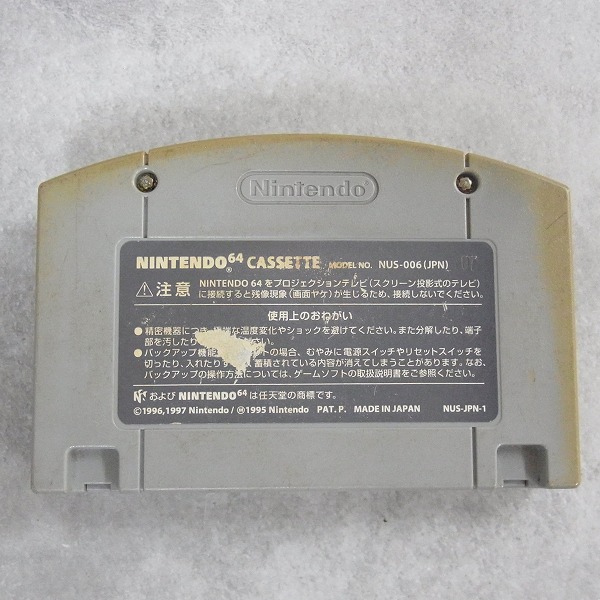 Nintendo
NINTENDO64 CASSETTE MODEL NO. NUS-006(JPN)
⚠注意 NINTENDO 64 をプロジェクションテレビ(スクリーン投影式のテレビ)
に接続すると残像現象(画面ヤケ)が生じるため、接続しないでください。
使用上のおねがい
●精密機器につき、な温度変化やショックを避けてください。また分解したり、端子
部を汚したり
●バックアップ機能の場合、むやみに電源スイッチやリセットスイッチを
切ったり、入れたりす蓄積されている内容が消えてしまうことがあります。なお、
バックアップの操作方法については、ゲームソフトの取扱説明書をご参照ください。
および NINTENDO64 は任天堂の商標です。
©1996,1997 Nintendo/Ⓜ1995 Nintendo PAT. P. MADE IN JAPAN NUS-JPN-1